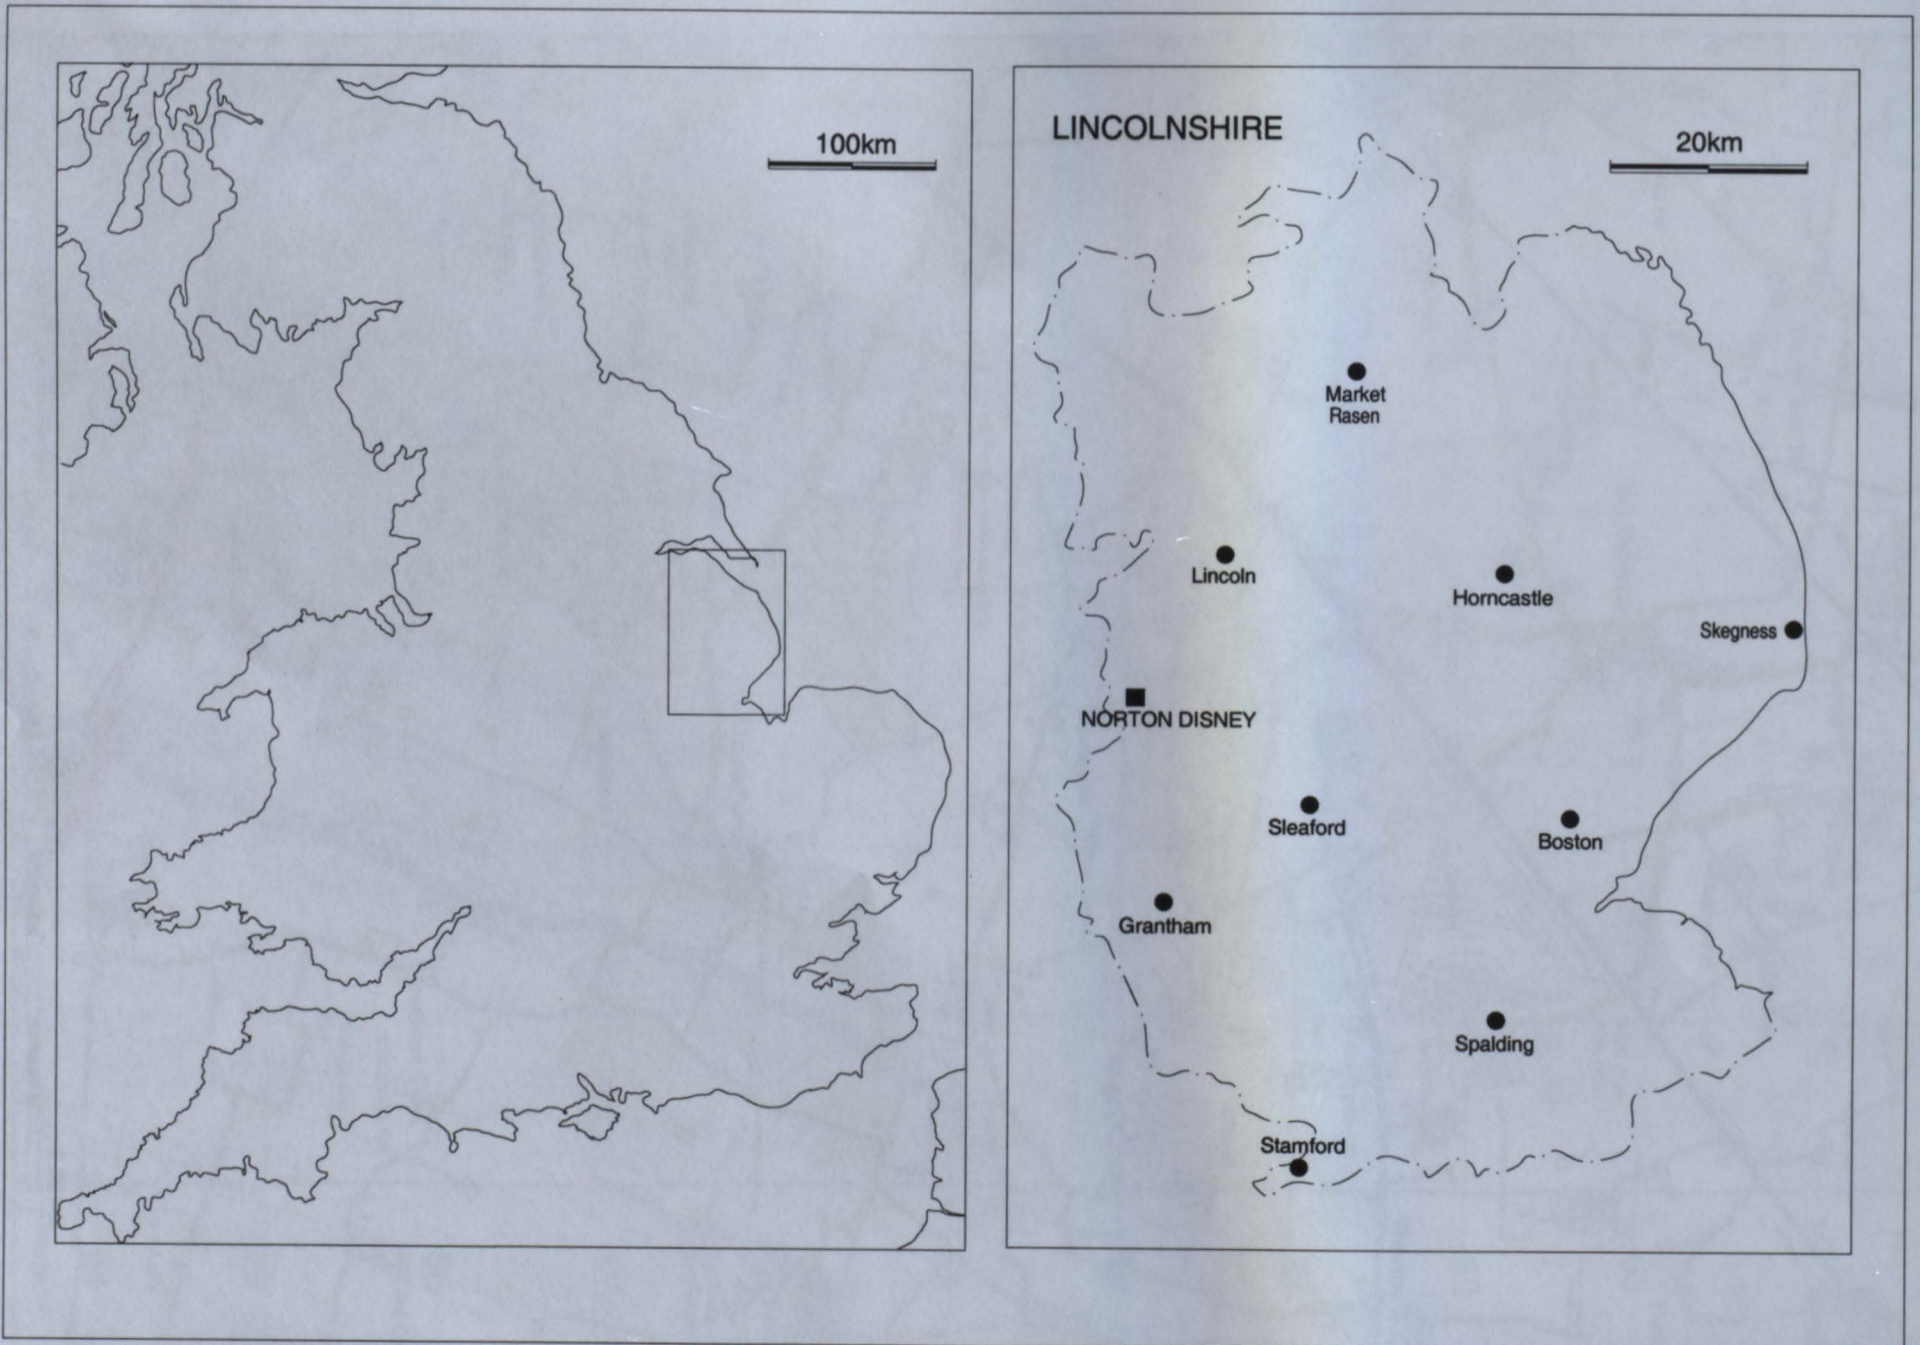 100km
LINCOLNSHIRE
20km
Market
Rasen
Lincoln
Horncastle
Skegness
NORTON DISNEY
Sleaford
Boston
Grantham
Spalding
Stamford